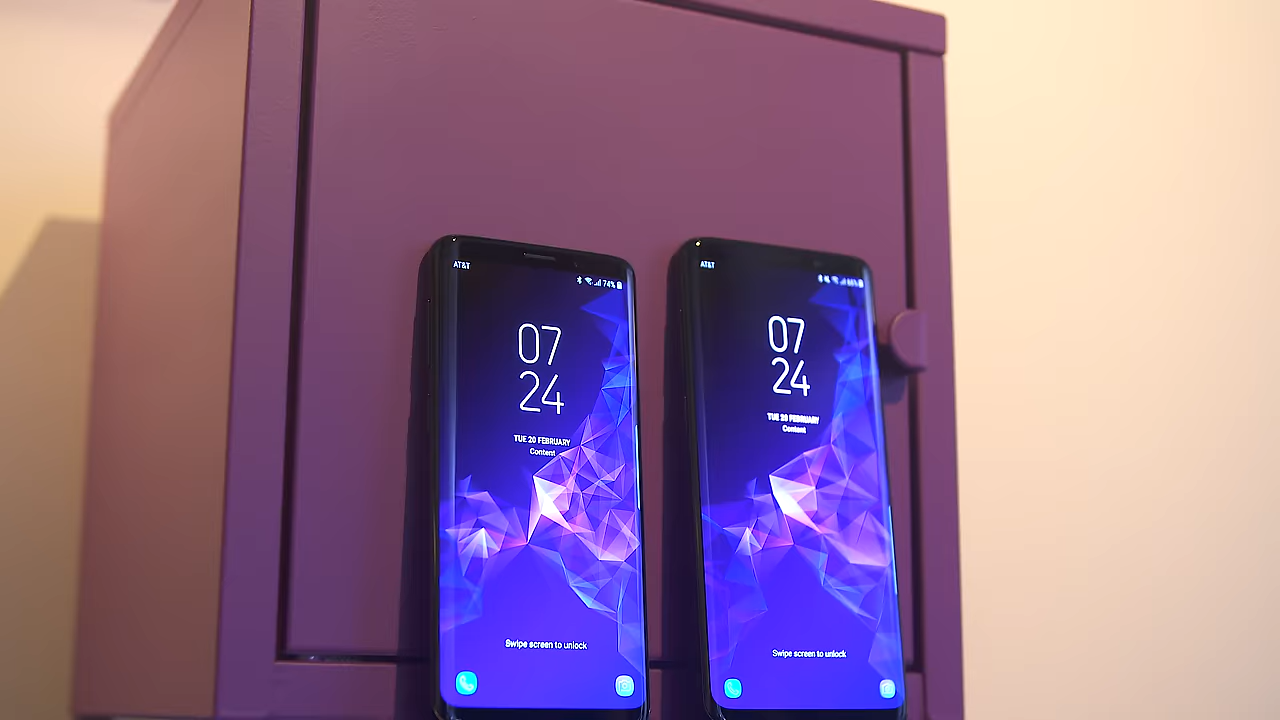 AT&T
74%
07
24
TUE 20 FEBRUARY
Content
Swipe screen to unlock
AT&T
07
24
TUE 20 FEBRUARY
Content
Swipe screen to unlock